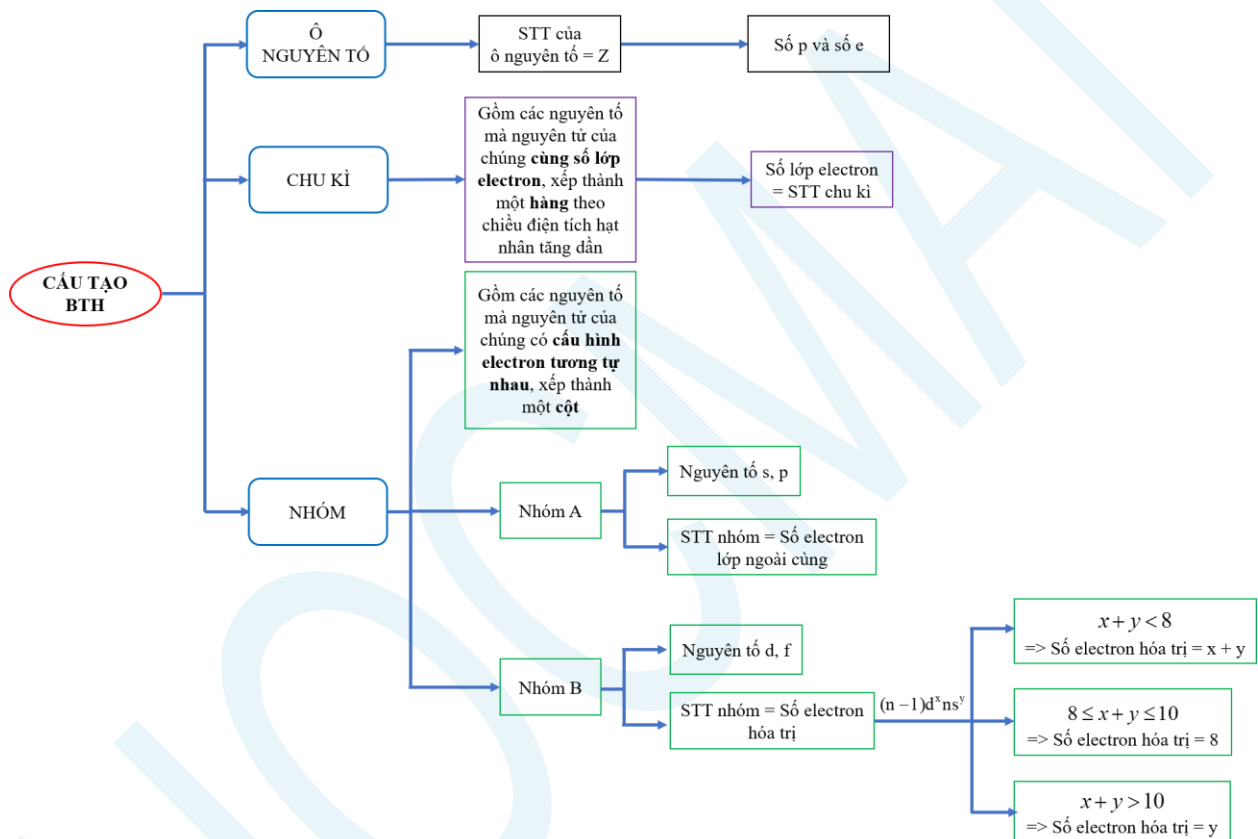 Ô
NGUYÊN TỐ
STT của
ô nguyên tố = Z
Số p và số e
CHU KÌ
Gồm các nguyên tố
mà nguyên tử của
chúng cùng số lớp
electron, xếp thành
một hàng theo
chiều điện tích hạt
nhân tăng dần
Số lớp electron
= STT chu kì
CẤU TẠO
BTH
Gồm các nguyên tố
mà nguyên tử của
chúng có cấu hình
electron tương tự
nhau, xếp thành
một cột
NHÓM
Nhóm A
Nguyên tố s, p
STT nhóm = Số electron
lớp ngoài cùng
Nhóm B
Nguyên tố d, f
STT nhóm = Số electron
hóa trị
(n −1)dˣnsʸ
x + y < 8
=> Số electron hóa trị = x + y
8 ≤ x + y ≤ 10
=> Số electron hóa trị = 8
x + y > 10
=> Số electron hóa trị = y
HOCMAI